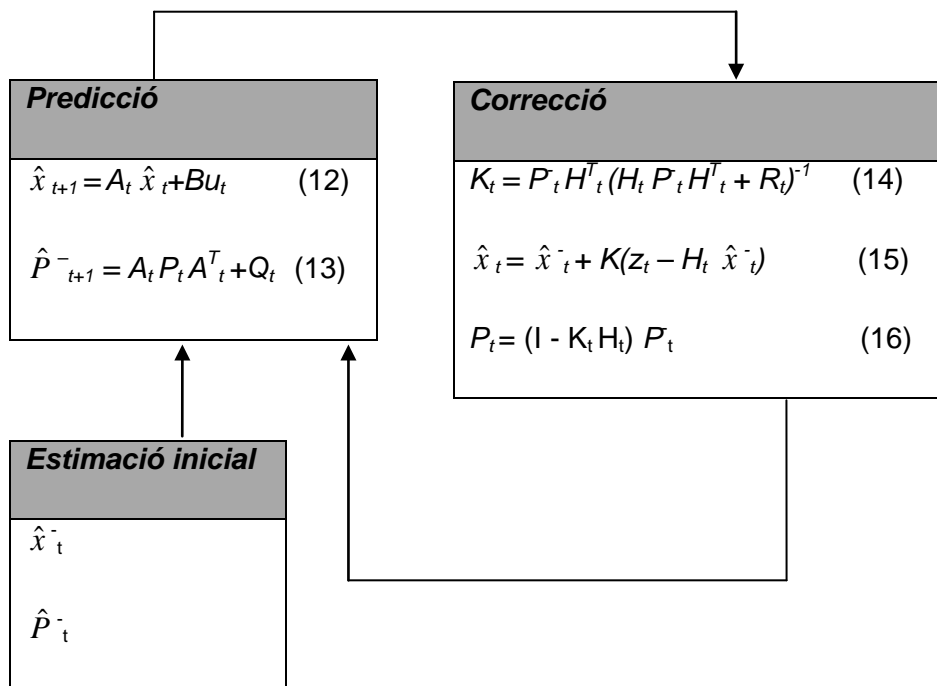 Predicció
x̂ t+1 = At x̂ t+But (12)
P̂ –t+1 = At Pt ATt+Qt (13)
Correcció
Kt = P-t HTt (Ht P-t HTt + Rt)-1 (14)
x̂ t = x̂ -t + K(zt – Ht x̂ -t) (15)
Pt = (I - Kt Ht) P-t (16)
Estimació inicial
x̂ -t
P̂ -t